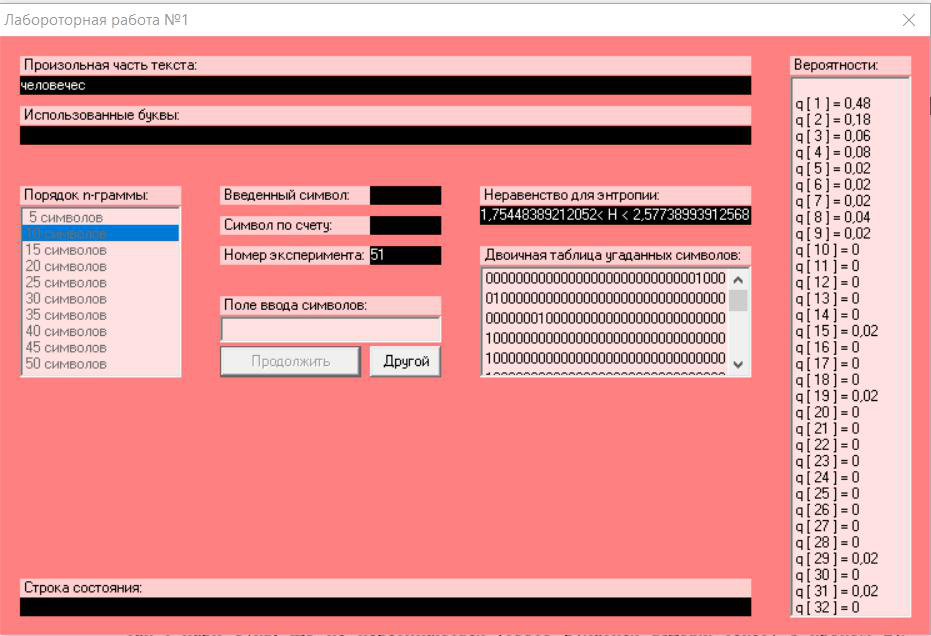 Лабороторная работа №1
Произольная часть текста:
человечес
Использованные буквы:
Порядок n-граммы:
5 символов
10 символов
15 символов
20 символов
25 символов
30 символов
35 символов
40 символов
45 символов
50 символов
Введенный символ:
Символ по счету:
Номер эксперимента: 51
Поле ввода символов:
Продолжить
Другой
Неравенство для энтропии:
1,75448389212052< H < 2,57738993912568
Двоичная таблица угаданных символов:
00000000000000000000000000001000
01000000000000000000000000000000
00000001000000000000000000000000
10000000000000000000000000000000
10000000000000000000000000000000
Строка состояния:
Вероятности:
q [ 1 ] = 0,48
q [ 2 ] = 0,18
q [ 3 ] = 0,06
q [ 4 ] = 0,08
q [ 5 ] = 0,02
q [ 6 ] = 0,02
q [ 7 ] = 0,02
q [ 8 ] = 0,04
q [ 9 ] = 0,02
q [ 10 ] = 0
q [ 11 ] = 0
q [ 12 ] = 0
q [ 13 ] = 0
q [ 14 ] = 0
q [ 15 ] = 0,02
q [ 16 ] = 0
q [ 17 ] = 0
q [ 18 ] = 0
q [ 19 ] = 0,02
q [ 20 ] = 0
q [ 21 ] = 0
q [ 22 ] = 0
q [ 23 ] = 0
q [ 24 ] = 0
q [ 25 ] = 0
q [ 26 ] = 0
q [ 27 ] = 0
q [ 28 ] = 0
q [ 29 ] = 0,02
q [ 30 ] = 0
q [ 31 ] = 0,02
q [ 32 ] = 0